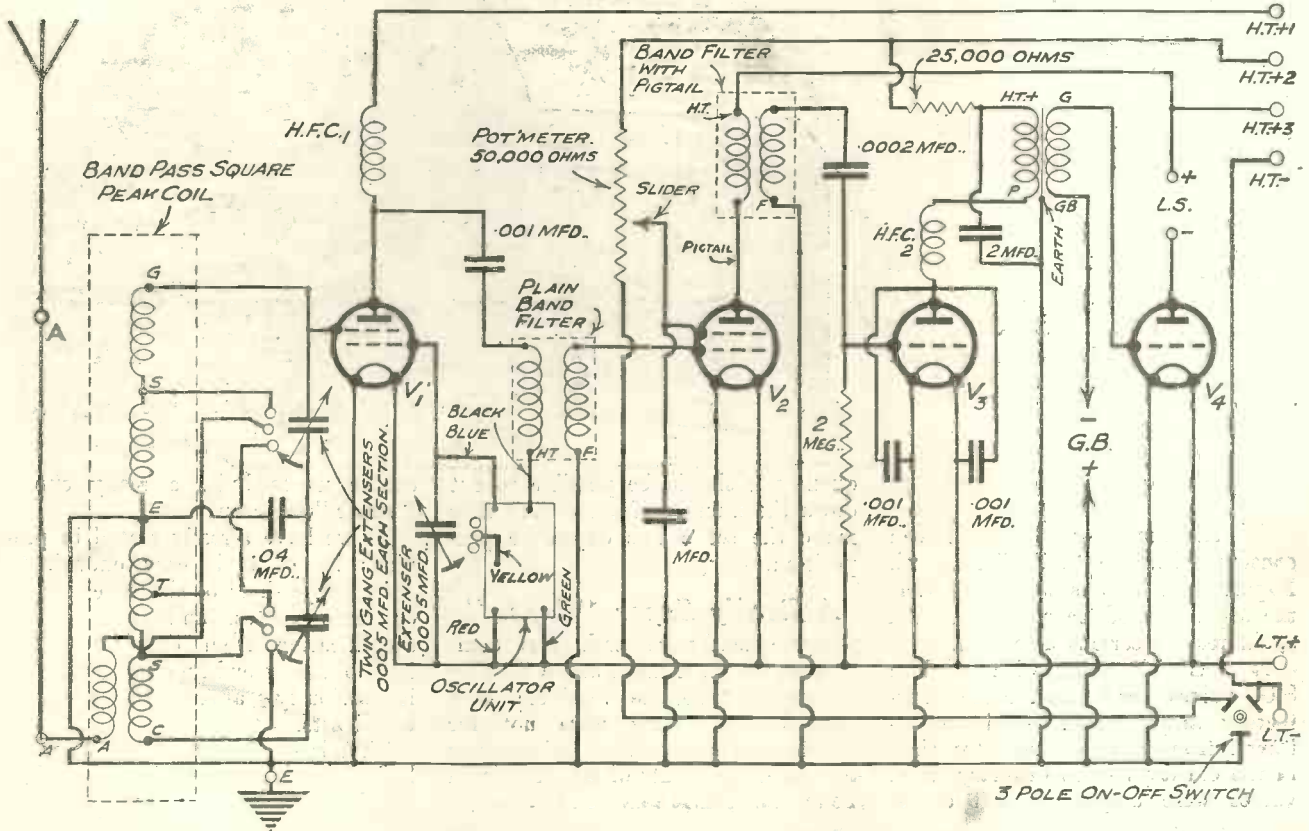 H.T.+1
H.T.+2
H.T.+3
H.T.-
BAND FILTER
WITH
PIGTAIL
H.T.
25,000 OHMS
H.T.+
G
H.F.C.1
POT'METER.
50,000 OHMS
BAND PASS SQUARE
PEAK COIL
.0002 MFD..
SLIDER
P
GB
+
L.S.
-
F
H.F.C.
2
2 MFD.
EARTH
PIGTAIL
.001 MFD.
PLAIN
BAND
FILTER
G
A
V1
V2
V3
V4
S
BLACK
BLUE
2
MEG.
-
G.B.
+
HT
F
E
.04
MFD..
TWIN GANG EXTENSERS
.0005 MFD. EACH SECTION.
EXTENSER
.0005 MFD.
1
MFD.
.001
MFD.
.001
MFD.
T
YELLOW
RED
GREEN
S
OSCILLATOR
UNIT
L.T.+
C
A
A
L.T.-
E
3 POLE ON-OFF SWITCH